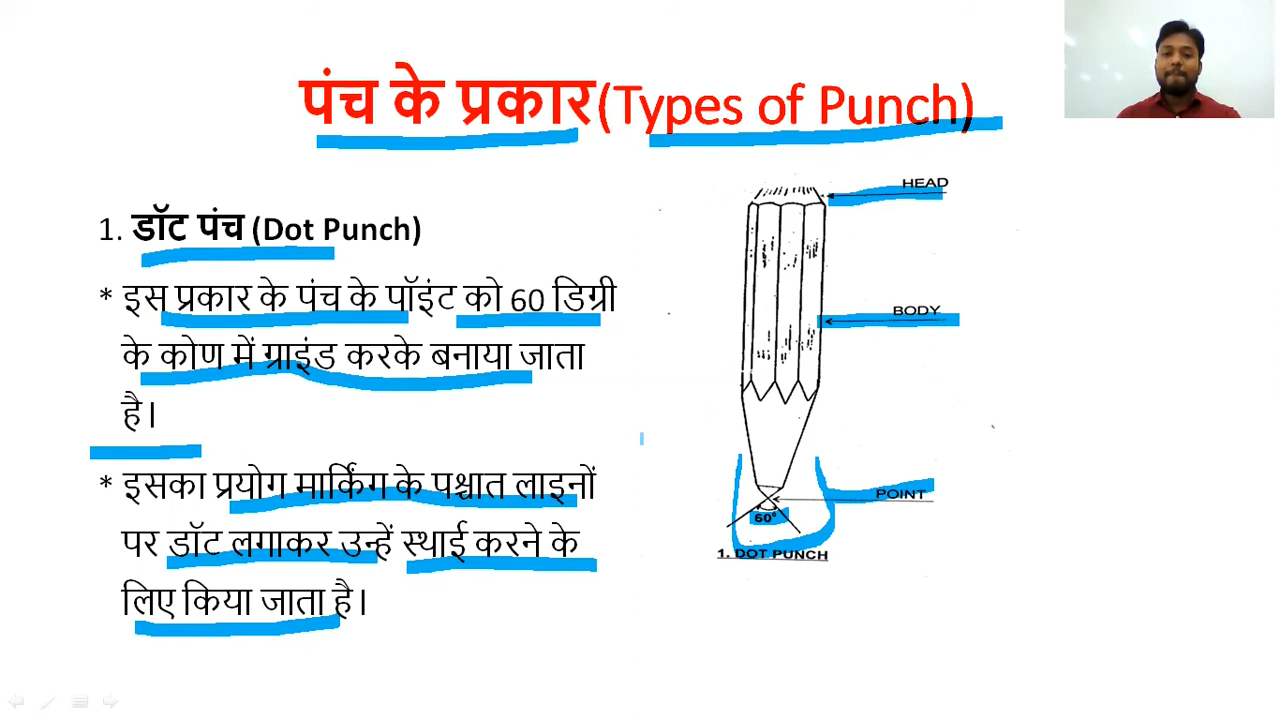 पंच के प्रकार(Types of Punch)
1. डॉट पंच (Dot Punch)
* इस प्रकार के पंच के पॉइंट को 60 डिग्री
के कोण में ग्राइंड करके बनाया जाता
है।
* इसका प्रयोग मार्किंग के पश्चात लाइनों
पर डॉट लगाकर उन्हें स्थाई करने के
लिए किया जाता है।
HEAD
BODY
POINT
60°
1. DOT PUNCH